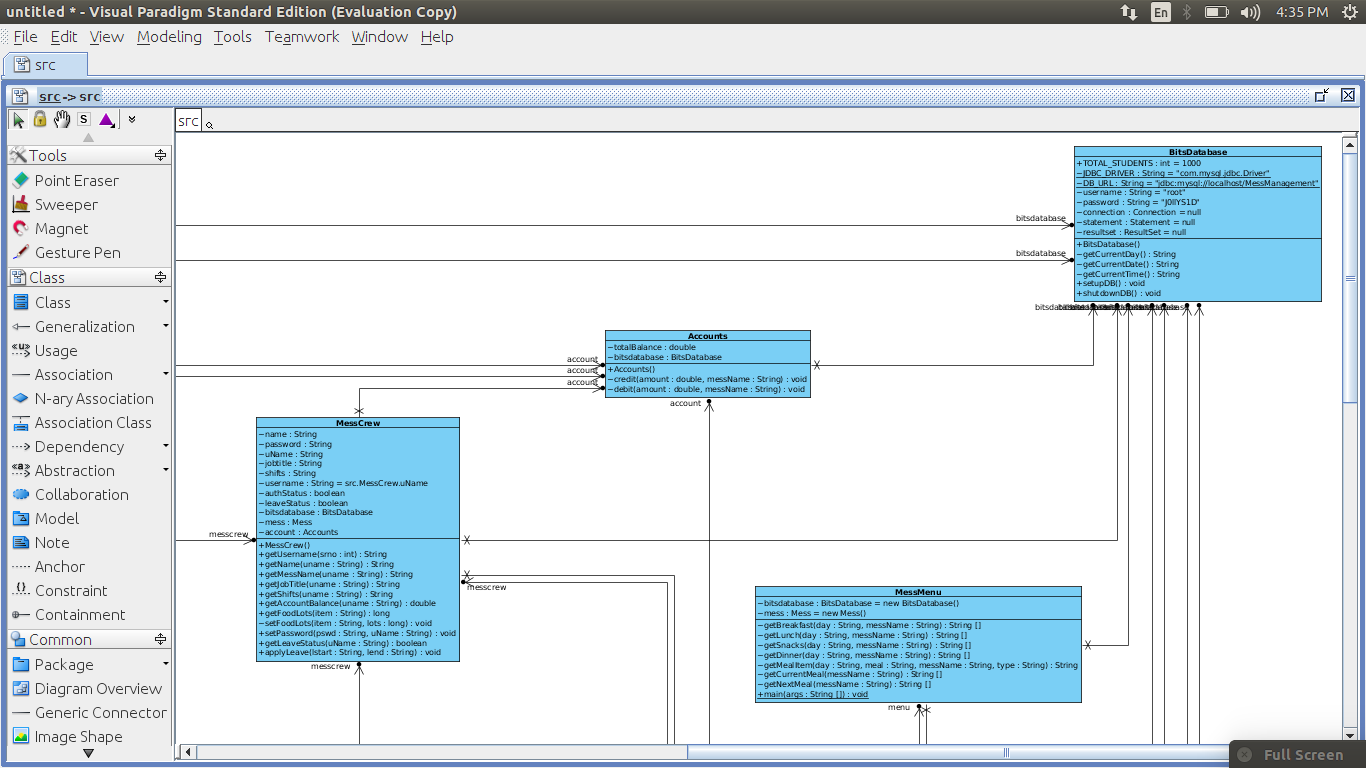 untitled * - Visual Paradigm Standard Edition (Evaluation Copy)
En
4:35 PM
File Edit View Modeling Tools Teamwork Window Help
src
src->src
S
src
Tools
Point Eraser
Sweeper
Magnet
Gesture Pen
Class
Class
Generalization
Usage
Association
N-ary Association
Association Class
Dependency
Abstraction
Collaboration
Model
Note
Anchor
Constraint
Containment
Common
Package
Diagram Overview
Generic Connector
Image Shape
BitsDatabase
+TOTAL_STUDENTS : int = 1000
-JDBC_DRIVER : String = "com.mysql.jdbc.Driver"
-DB_URL : String = "jdbc:mysql://localhost/MessManagement"
-username : String = "root"
-connection : Connection = null
-statement : Statement = null
-resultset : ResultSet = null
+BitsDatabase()
-getCurrentDay() : String
-getCurrentDate() : String
-getCurrentTime() : String
+setupDB() : void
+shutdownDB() : void
bitsdatabase
bitsdatabase
Accounts
-totalBalance : double
-bitsdatabase : BitsDatabase
+Accounts()
-credit(amount : double, messName : String) : void
-debit(amount : double, messName : String) : void
account
account
account
account
MessCrew
-name : String
-password : String
-uName : String
-jobtitle : String
-shifts : String
-username : String = src.MessCrew.uName
-authStatus : boolean
-leaveStatus : boolean
-bitsdatabase : BitsDatabase
-mess : Mess
-account : Accounts
+MessCrew()
+getUsername(srno : int) : String
+getName(uname : String) : String
+getMessName(uname : String) : String
+getJobTitle(uname : String) : String
+getShifts(uname : String) : String
+getAccountBalance(uname : String) : double
+getFoodLots(item : String) : long
-setFoodLots(item : String, lots : long) : void
+setPassword(pswd : String, uName : String) : void
+getLeaveStatus(uName : String) : boolean
+applyLeave(lstart : String, lend : String) : void
messcrew
messcrew
messcrew
MessMenu
-bitsdatabase : BitsDatabase = new BitsDatabase()
-mess : Mess = new Mess()
-getBreakfast(day : String, messName : String) : String []
-getLunch(day : String, messName : String) : String []
-getSnacks(day : String, messName : String) : String []
-getDinner(day : String, messName : String) : String []
-getMealItem(day : String, meal : String, messName : String, type : String) : String
-getCurrentMeal(messName : String) : String []
-getNextMeal(messName : String) : String []
+main(args : String []) : void
menu
Full Screen